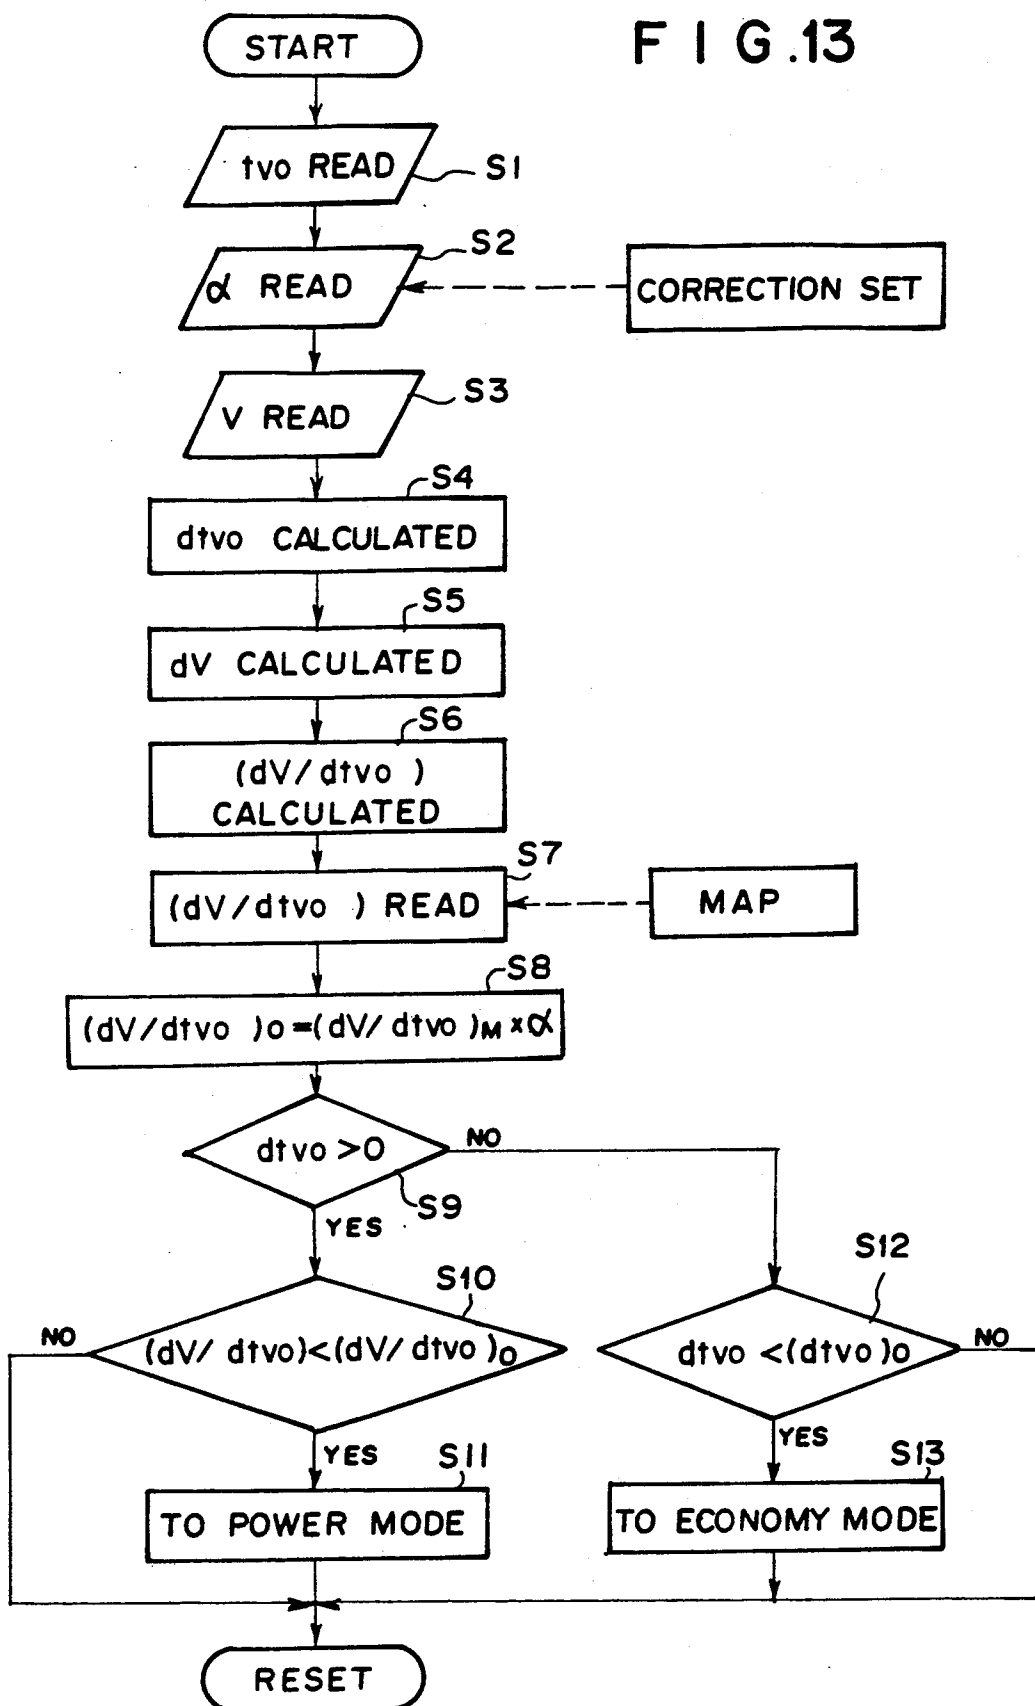 FIG.13
START
tvo READ
S1
S2
α READ
CORRECTION SET
S3
V READ
S4
dtvo CALCULATED
S5
dV CALCULATED
S6
(dV/dtvo )
CALCULATED
S7
(dV/dtvo ) READ
MAP
S8
(dV/dtvo )o=(dV/dtvo )M×α
dtvo >0
NO
S9
YES
S10
S12
NO
(dV/ dtvo)<(dV/dtvo )o
dtvo <(dtvo)o
NO
YES
YES
S11
S13
TO POWER MODE
TO ECONOMY MODE
RESET